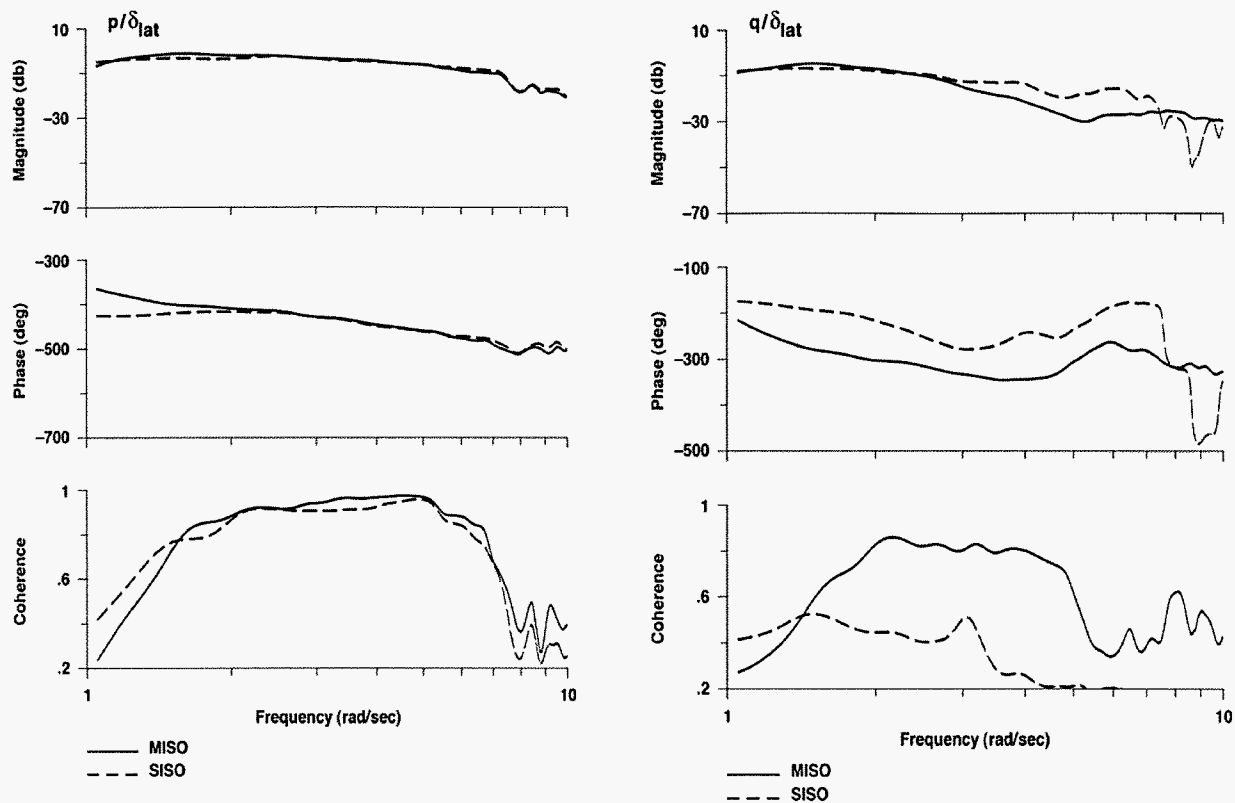 p/δlat
10
−30
−70
Magnitude (db)
−300
−500
−700
Phase (deg)
1
.6
.2
Coherence
1
10
Frequency (rad/sec)
MISO
SISO
q/δlat
10
−30
−70
Magnitude (db)
−100
−300
−500
Phase (deg)
1
.6
.2
Coherence
1
10
Frequency (rad/sec)
MISO
SISO